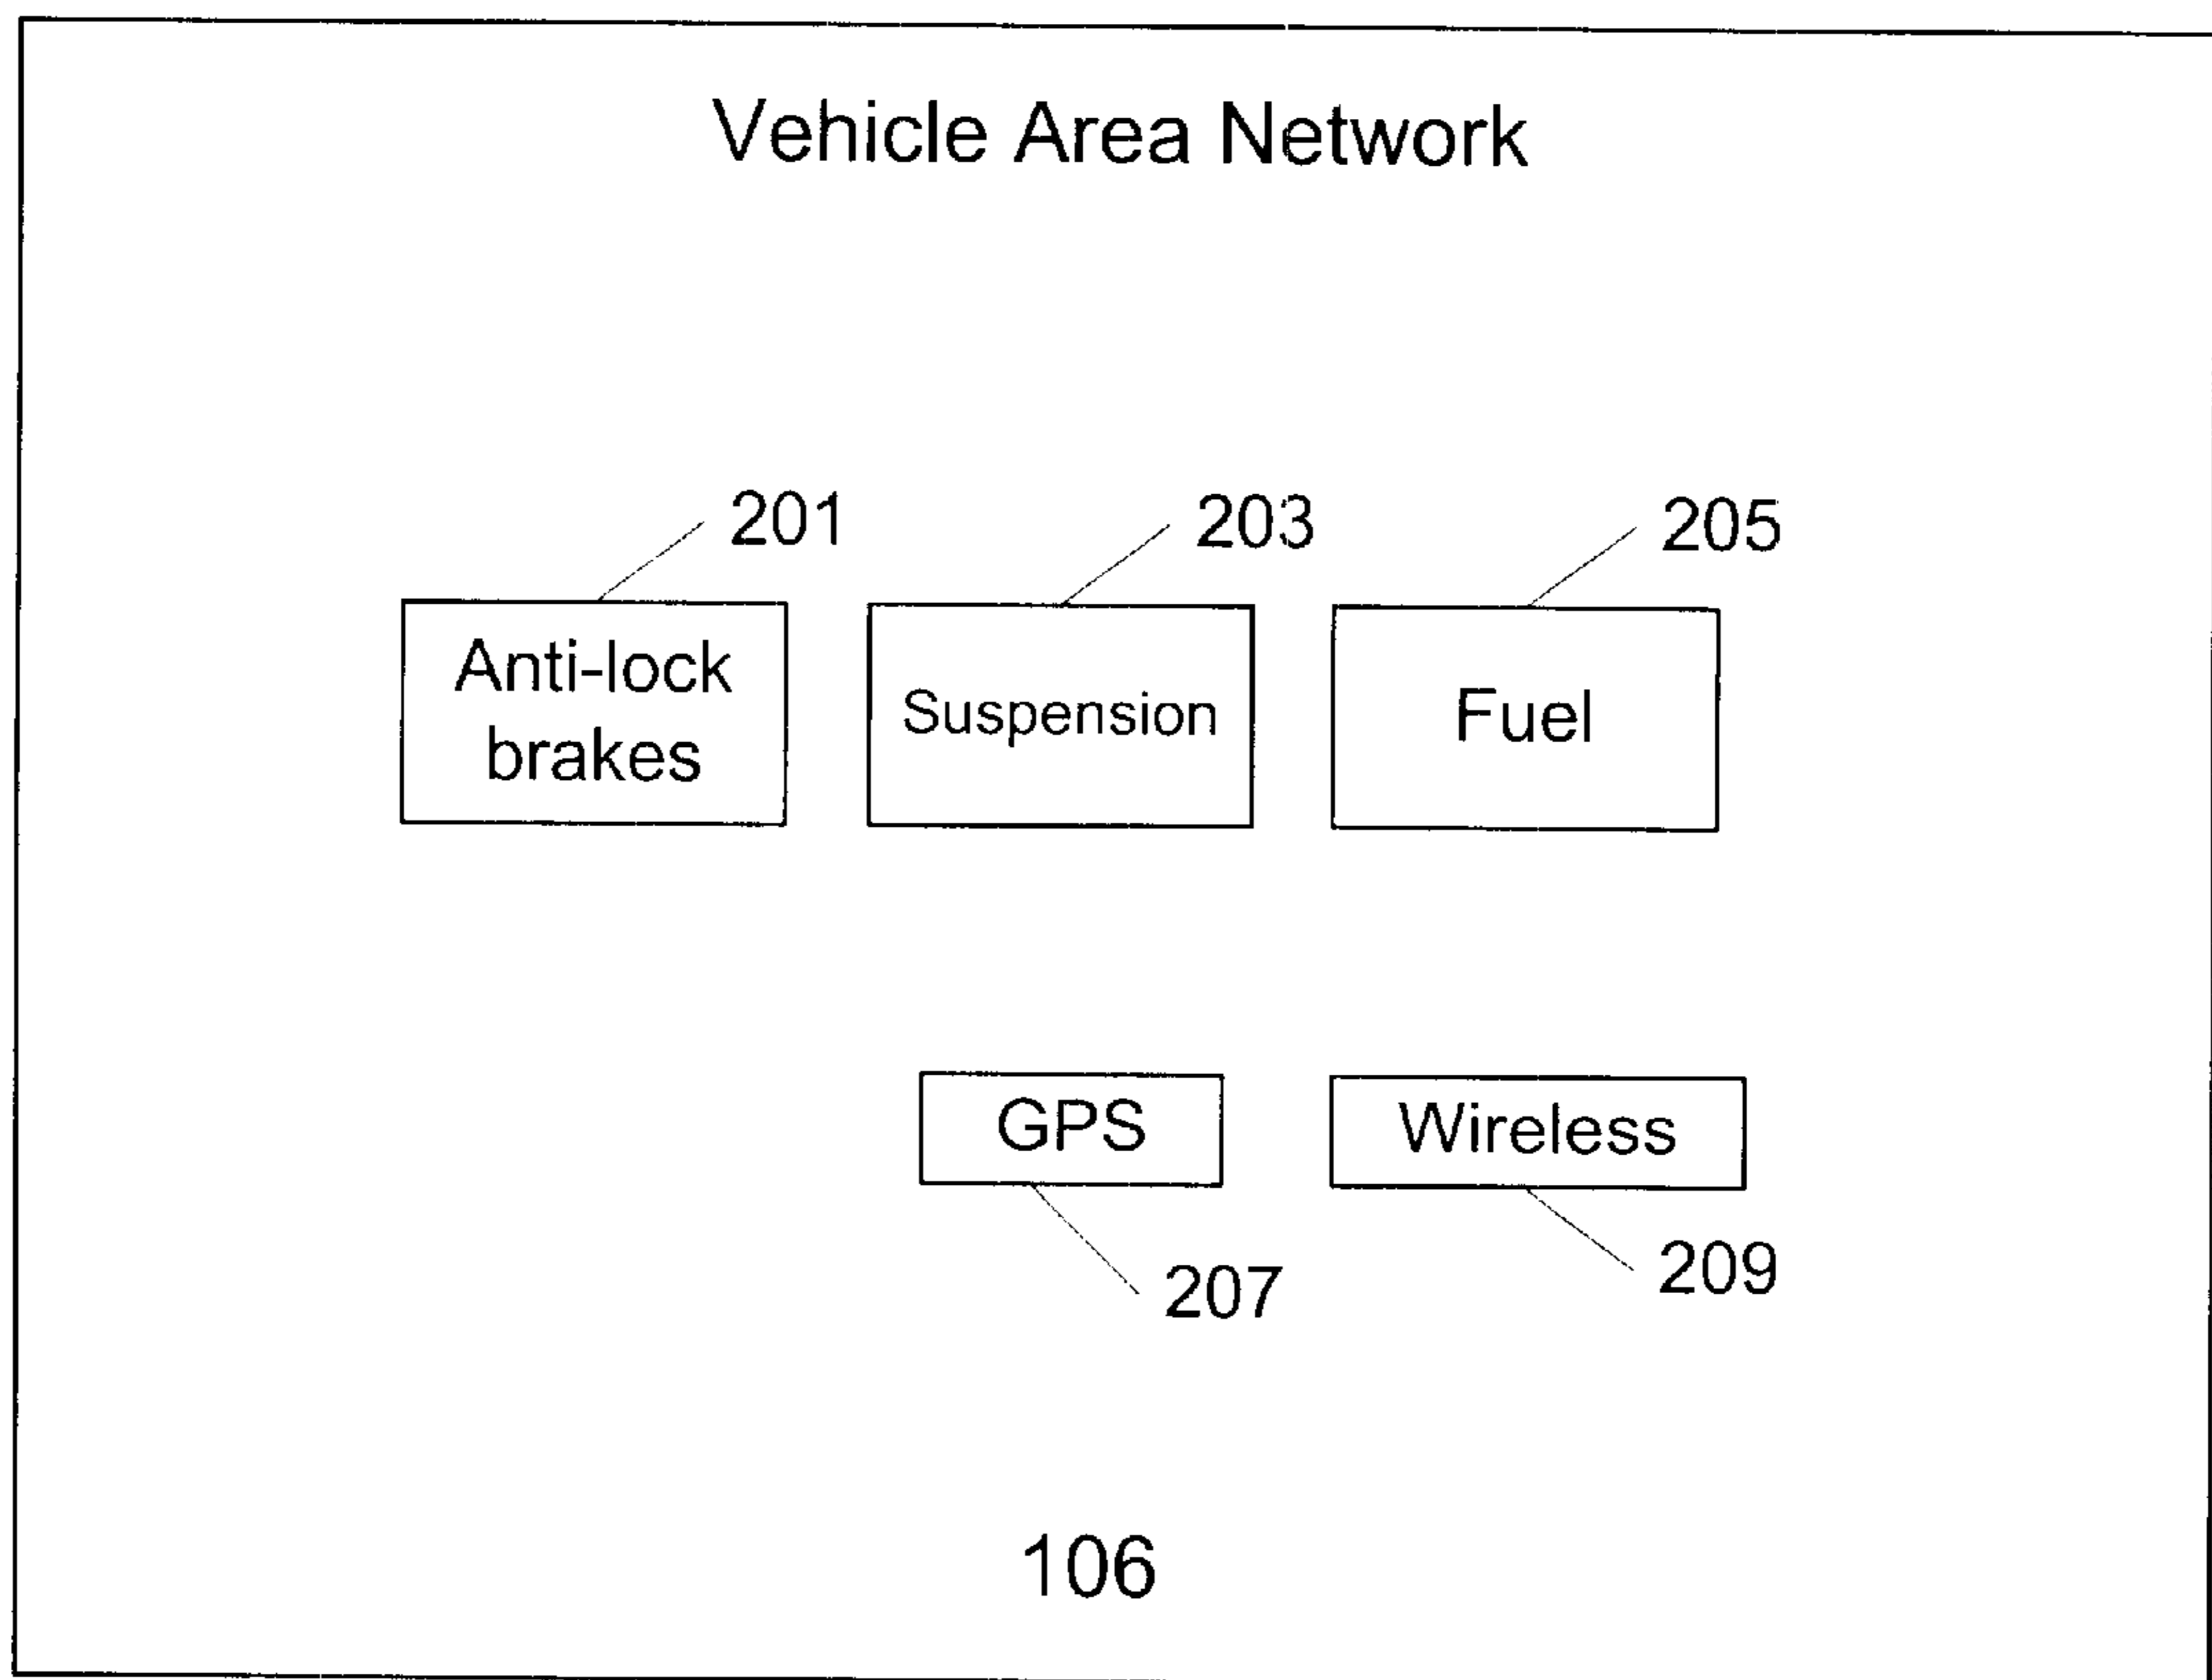 Vehicle Area Network
201
203
205
Anti-lock
brakes
Suspension
Fuel
GPS
Wireless
207
209
106